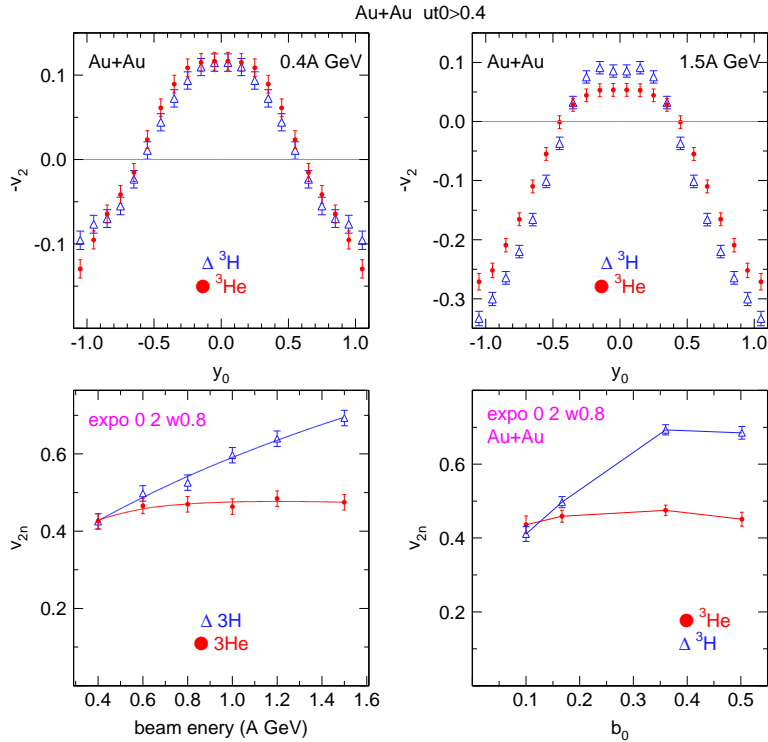 Au+Au ut0>0.4
Au+Au 0.4A GeV
-v2
0.1
0.0
-0.1
Δ ³H
● ³He
-1.0 -0.5 0.0 0.5 1.0
y0
Au+Au 1.5A GeV
-v2
0.1
0.0
-0.1
-0.2
-0.3
Δ ³H
● ³He
-1.0 -0.5 0.0 0.5 1.0
y0
expo 0 2 w0.8
v2n
0.6
0.4
0.2
Δ 3H
● 3He
0.4 0.6 0.8 1.0 1.2 1.4 1.6
beam enery (A GeV)
expo 0 2 w0.8
Au+Au
v2n
0.6
0.4
0.2
● ³He
Δ ³H
0.1 0.2 0.3 0.4 0.5
b0